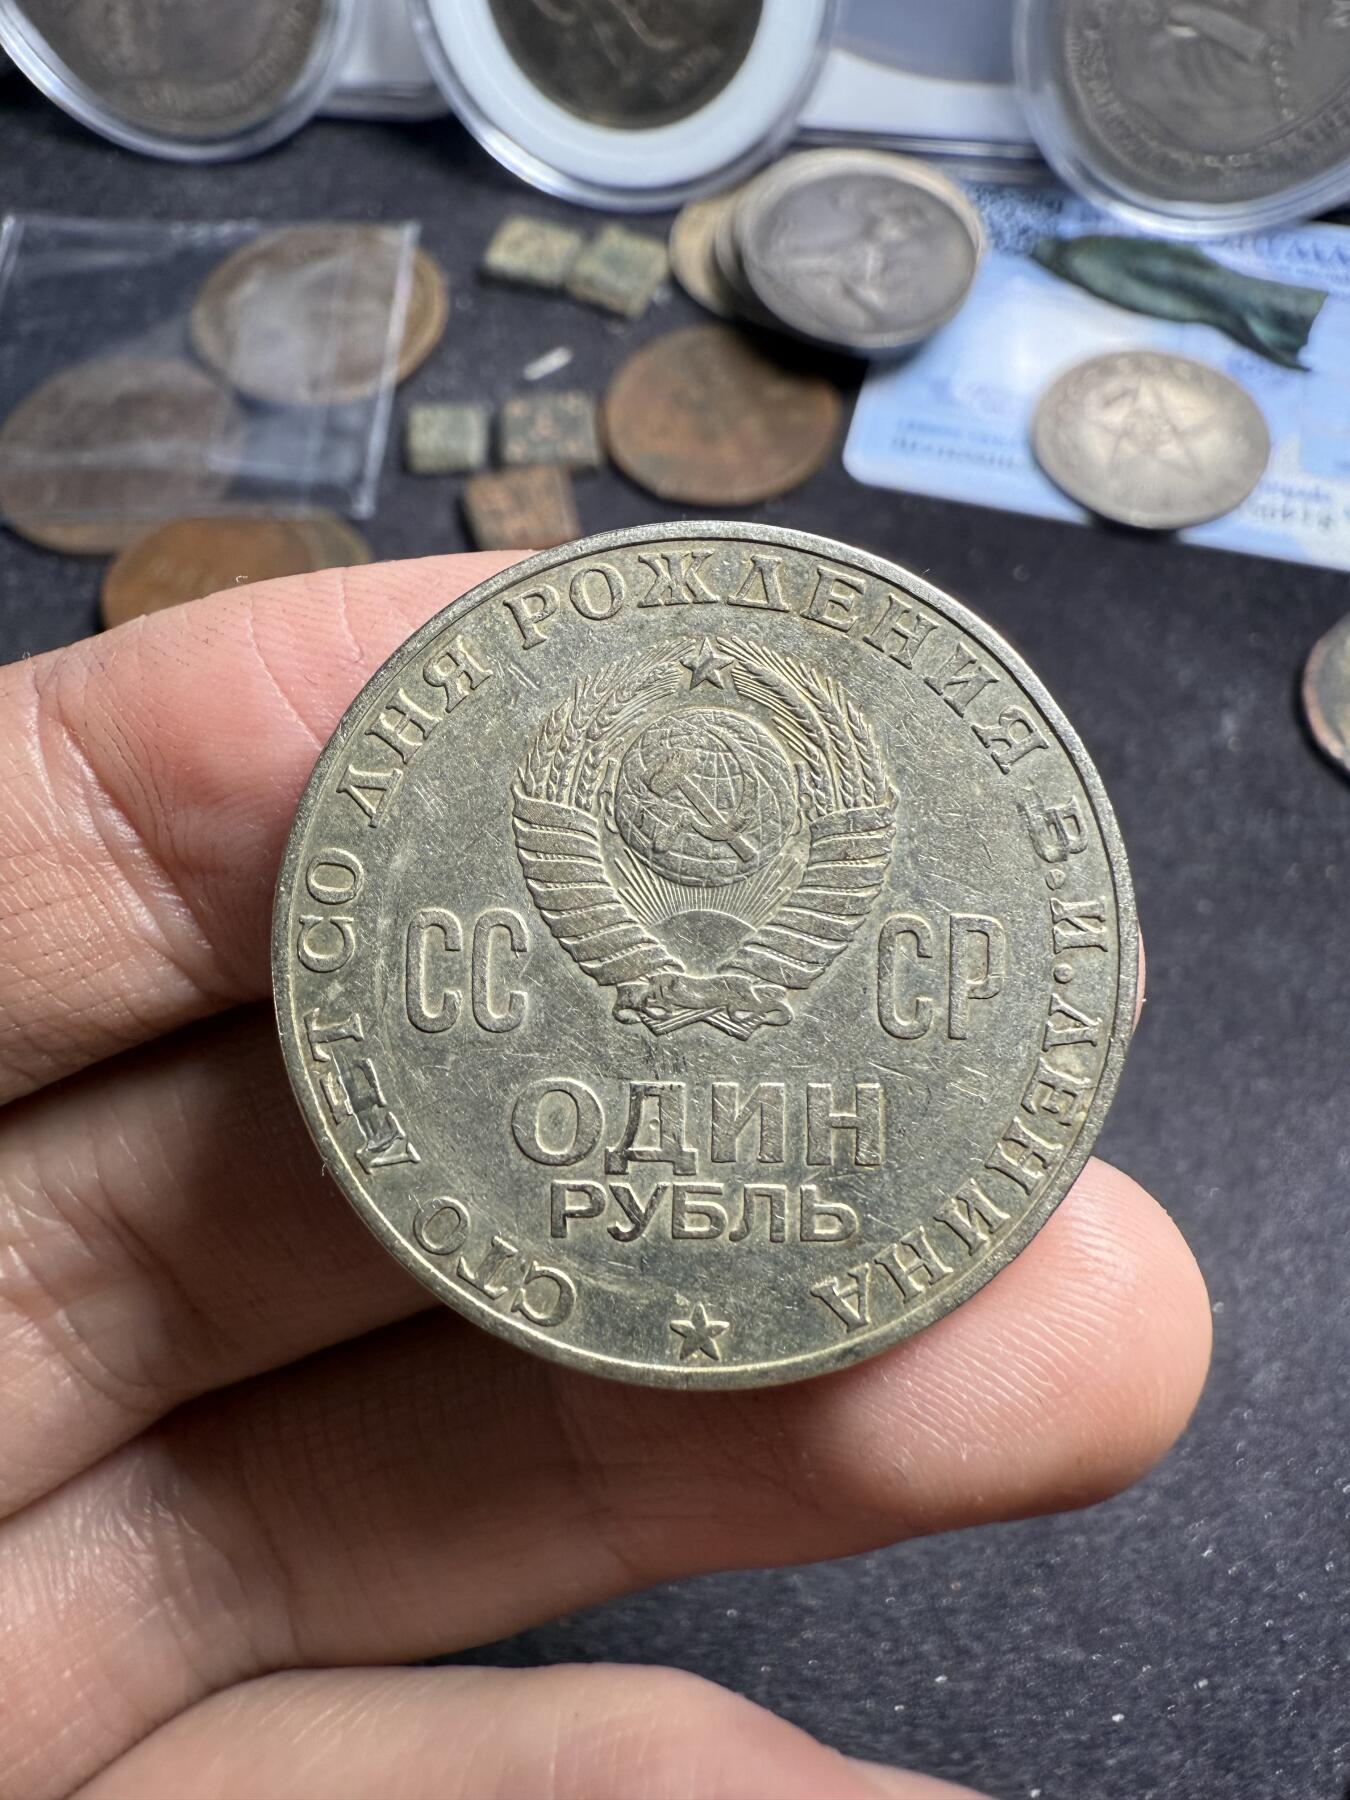 СТО ЛЕТ СО ДНЯ РОЖДЕНИЯ В.И.ЛЕНИНА
СС СР
ОДИН
РУБЛЬ